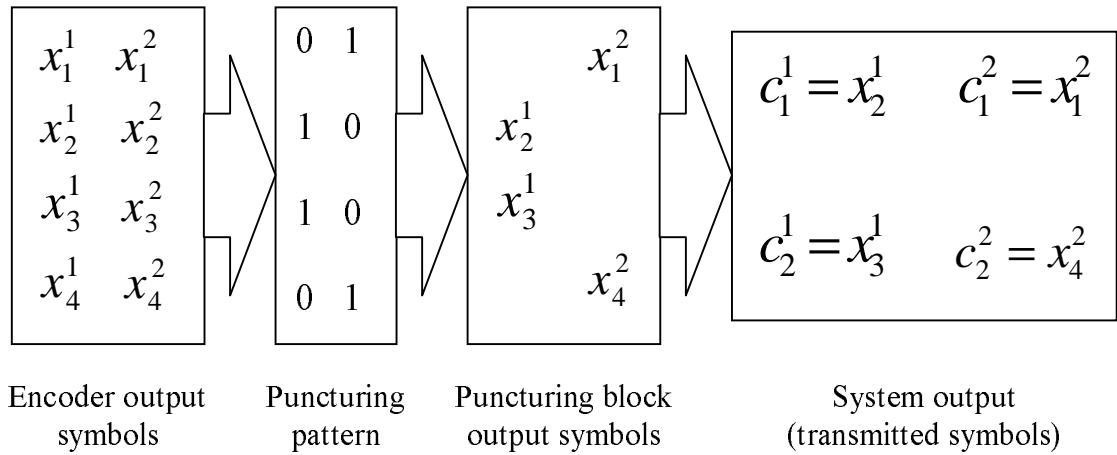 x_1^1 x_1^2
x_2^1 x_2^2
x_3^1 x_3^2
x_4^1 x_4^2
0 1
1 0
1 0
0 1
x_1^2
x_2^1
x_3^1
x_4^2
c_1^1 = x_2^1 c_1^2 = x_1^2
c_2^1 = x_3^1 c_2^2 = x_4^2
Encoder output
symbols
Puncturing
pattern
Puncturing block
output symbols
System output
(transmitted symbols)